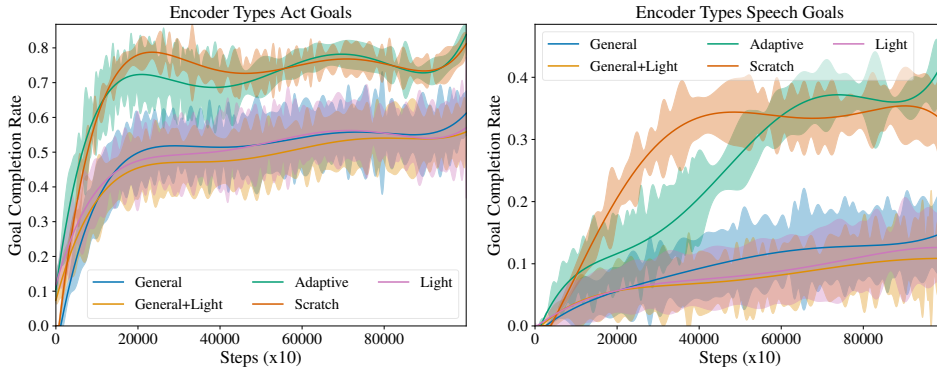 Encoder Types Act Goals
Goal Completion Rate
0.8
0.7
0.6
0.5
0.4
0.3
0.2
0.1
0.0
General
General+Light
Adaptive
Scratch
Light
0 20000 40000 60000 80000
Steps (x10)
Encoder Types Speech Goals
Goal Completion Rate
0.4
0.3
0.2
0.1
0.0
General
General+Light
Adaptive
Scratch
Light
0 20000 40000 60000 80000
Steps (x10)